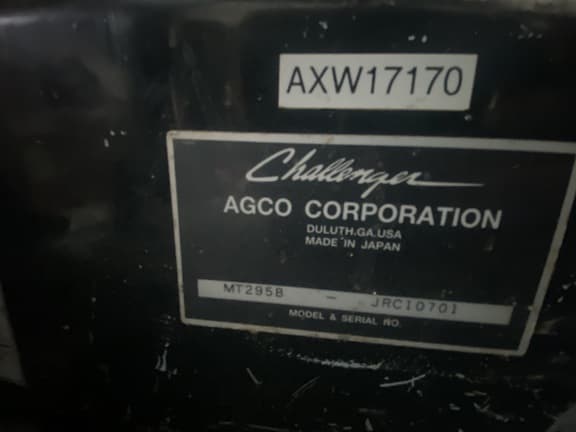 AXW17170
Challenger
AGCO CORPORATION
DULUTH.GA.USA
MADE IN JAPAN
MT295B - JRC10701
MODEL & SERIAL NO.